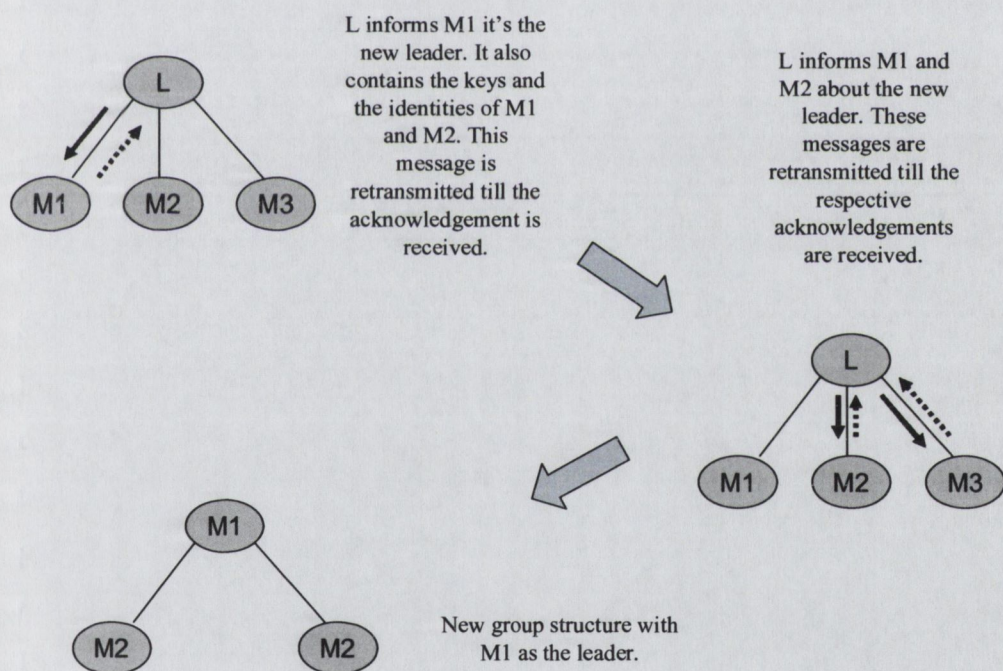 L informs M1 it's the
new leader. It also
contains the keys and
the identities of M1
and M2. This
message is
retransmitted till the
acknowledgement is
received.
L
M1
M2
M3
L informs M1 and
M2 about the new
leader. These
messages are
retransmitted till the
respective
acknowledgements
are received.
L
M1
M2
M3
M1
M2
M2
New group structure with
M1 as the leader.